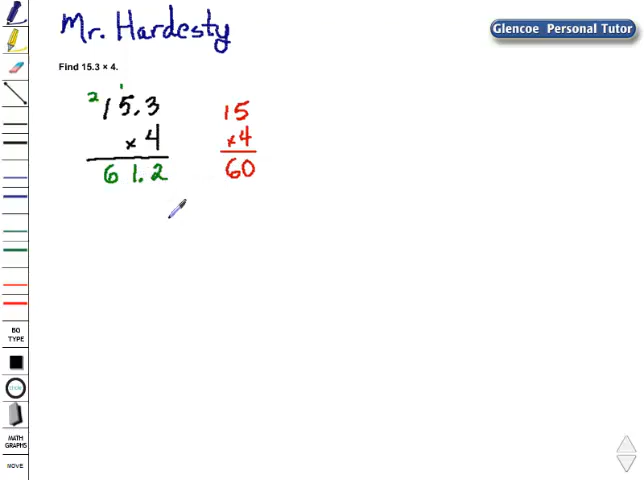 Mr. Hardesty
Glencoe Personal Tutor
Find 15.3 × 4.
2 1
15.3
× 4
61.2
15
×4
60
BG
TYPE
MATH
GRAPHS
MOVE